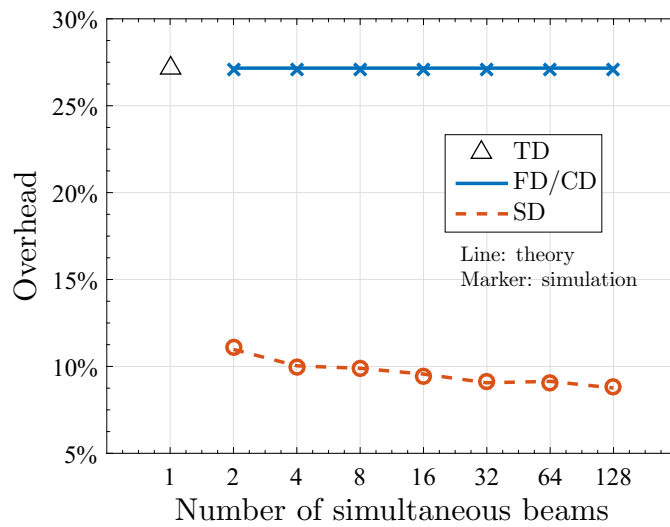 30%
25%
20%
15%
10%
5%
Overhead
TD
FD/CD
SD
Line: theory
Marker: simulation
1 2 4 8 16 32 64 128
Number of simultaneous beams